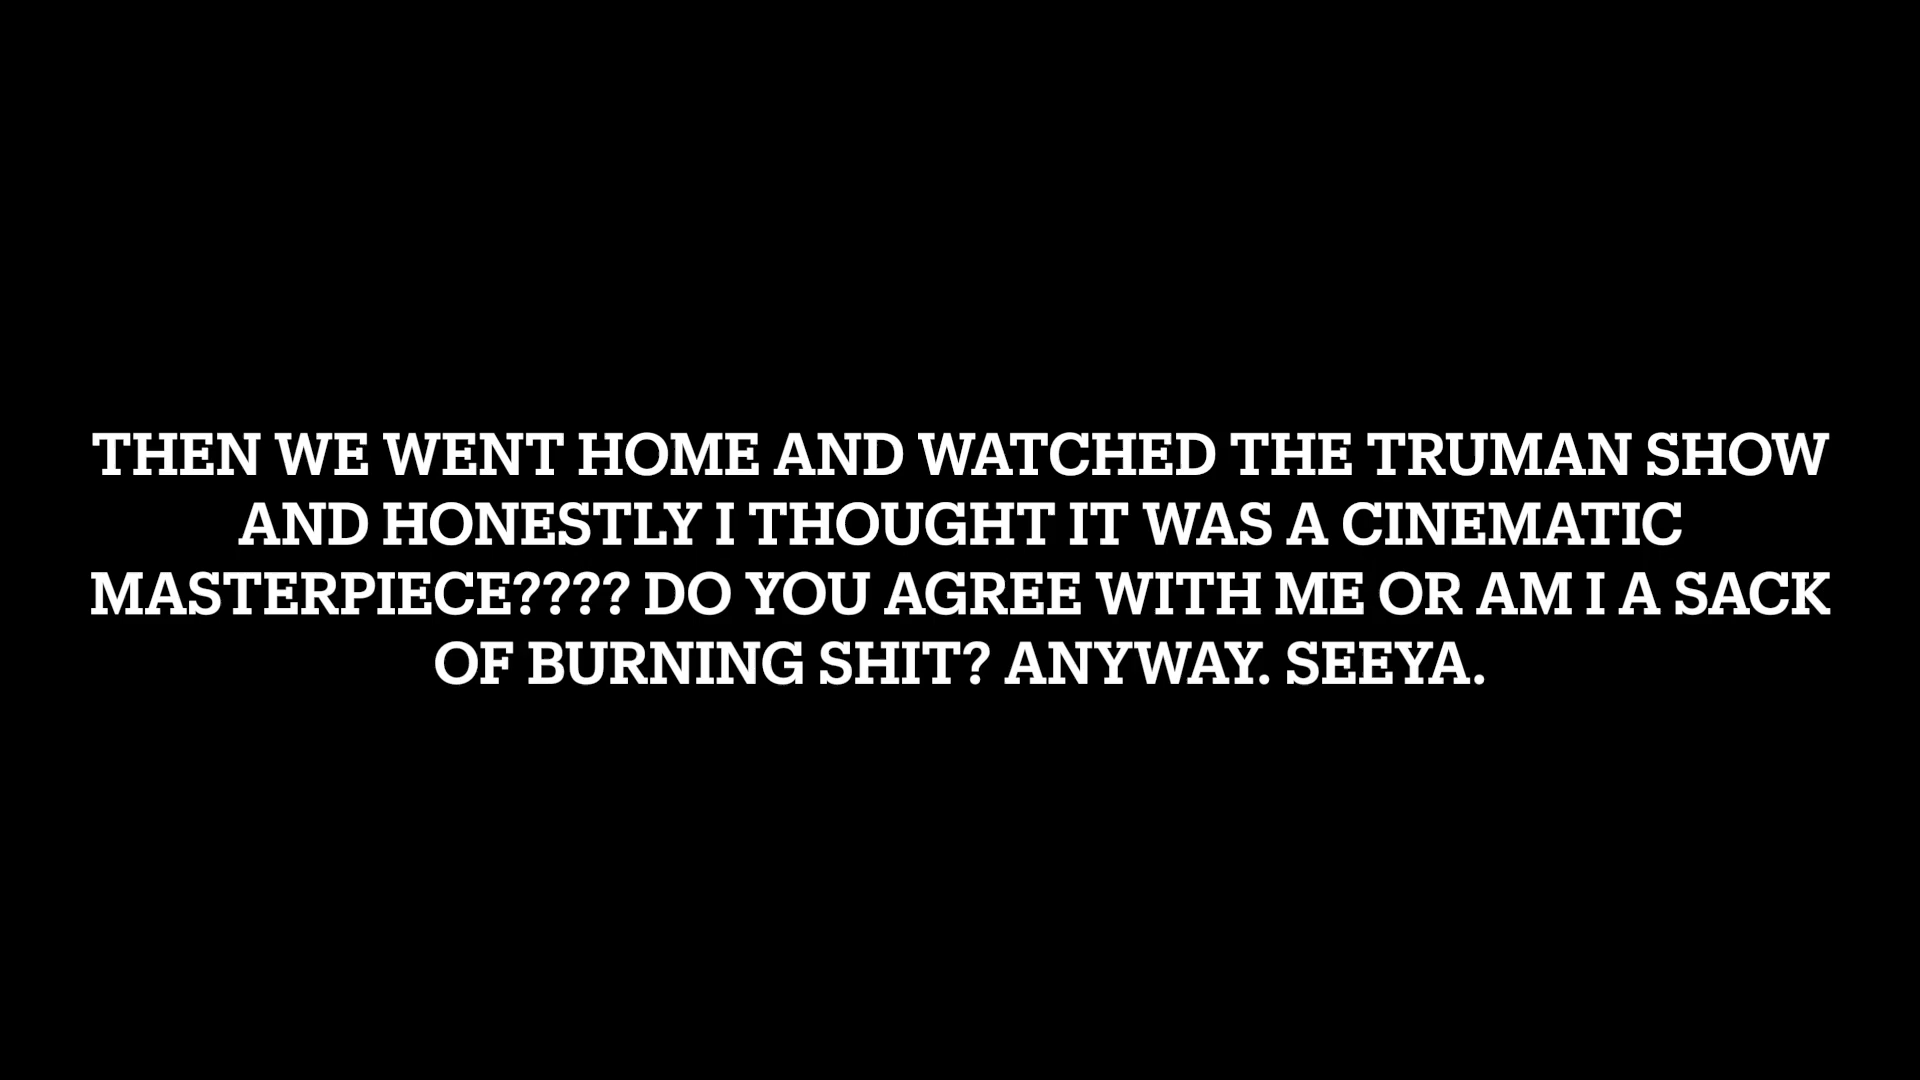 THEN WE WENT HOME AND WATCHED THE TRUMAN SHOW
AND HONESTLY I THOUGHT IT WAS A CINEMATIC
MASTERPIECE???? DO YOU AGREE WITH ME OR AM I A SACK
OF BURNING SHIT? ANYWAY. SEEYA.